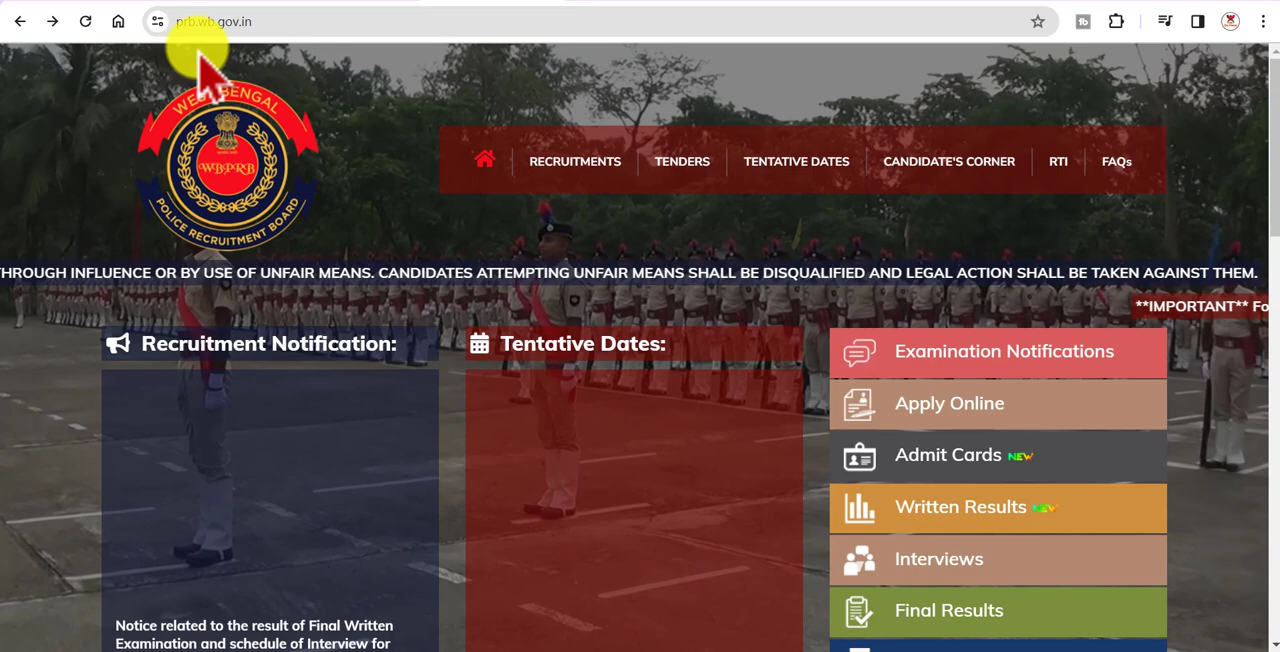 prb.wb.gov.in
WEST BENGAL
WBPRB
POLICE RECRUITMENT BOARD
RECRUITMENTS
TENDERS
TENTATIVE DATES
CANDIDATE'S CORNER
RTI
FAQs
THROUGH INFLUENCE OR BY USE OF UNFAIR MEANS. CANDIDATES ATTEMPTING UNFAIR MEANS SHALL BE DISQUALIFIED AND LEGAL ACTION SHALL BE TAKEN AGAINST THEM.
**IMPORTANT** Fo
Recruitment Notification:
Tentative Dates:
Examination Notifications
Apply Online
Admit Cards NEW
Written Results NEW
Interviews
Final Results
Notice related to the result of Final Written
Examination and schedule of Interview for